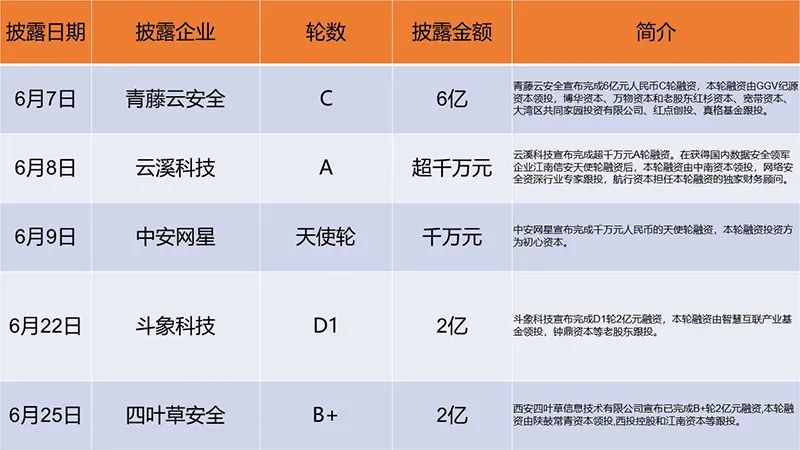 披露日期 披露企业 轮数 披露金额 简介
6月7日 青藤云安全 C 6亿
青藤云安全宣布完成6亿元人民币C轮融资，本轮融资由GGV纪源
资本领投，博华资本、万物资本和老股东红杉资本、宽带资本、
大湾区共同家园投资有限公司、红点创投、真格基金跟投。
6月8日 云溪科技 A 超千万元
云溪科技宣布完成超千万元A轮融资。在获得国内数据安全领军
企业江南信安天使轮融资后，本轮融资由中南资本领投，网络安
全资深行业专家跟投，航行资本担任本轮融资的独家财务顾问。
6月9日 中安网星 天使轮 千万元
中安网星宣布完成千万元人民币的天使轮融资，本轮融资投资方
为初心资本。
6月22日 斗象科技 D1 2亿
斗象科技宣布完成D1轮2亿元融资，本轮融资由智慧互联产业基
金领投，钟鼎资本等老股东跟投。
6月25日 四叶草安全 B+ 2亿
西安四叶草信息技术有限公司宣布已完成B+轮2亿元融资,本轮融
资由陕鼓常青资本领投,西投控股和江南资本等跟投。